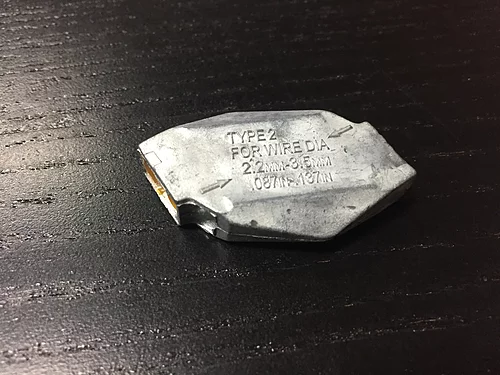 TYPE 2
FOR WIRE DIA.
2.2MM-3.5MM
.087IN-.137IN